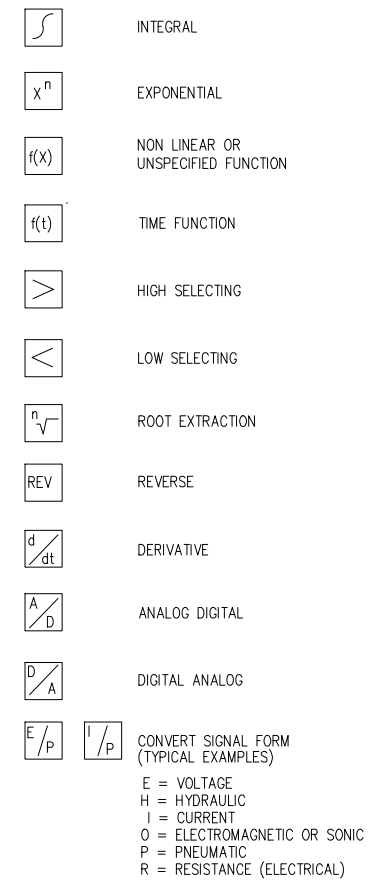 ∫ INTEGRAL
xⁿ EXPONENTIAL
f(x) NON LINEAR OR
UNSPECIFIED FUNCTION
f(t) TIME FUNCTION
> HIGH SELECTING
< LOW SELECTING
ⁿ√ ROOT EXTRACTION
REV REVERSE
d/dt DERIVATIVE
A/D ANALOG DIGITAL
D/A DIGITAL ANALOG
E/P I/P CONVERT SIGNAL FORM
(TYPICAL EXAMPLES)
E = VOLTAGE
H = HYDRAULIC
I = CURRENT
O = ELECTROMAGNETIC OR SONIC
P = PNEUMATIC
R = RESISTANCE (ELECTRICAL)